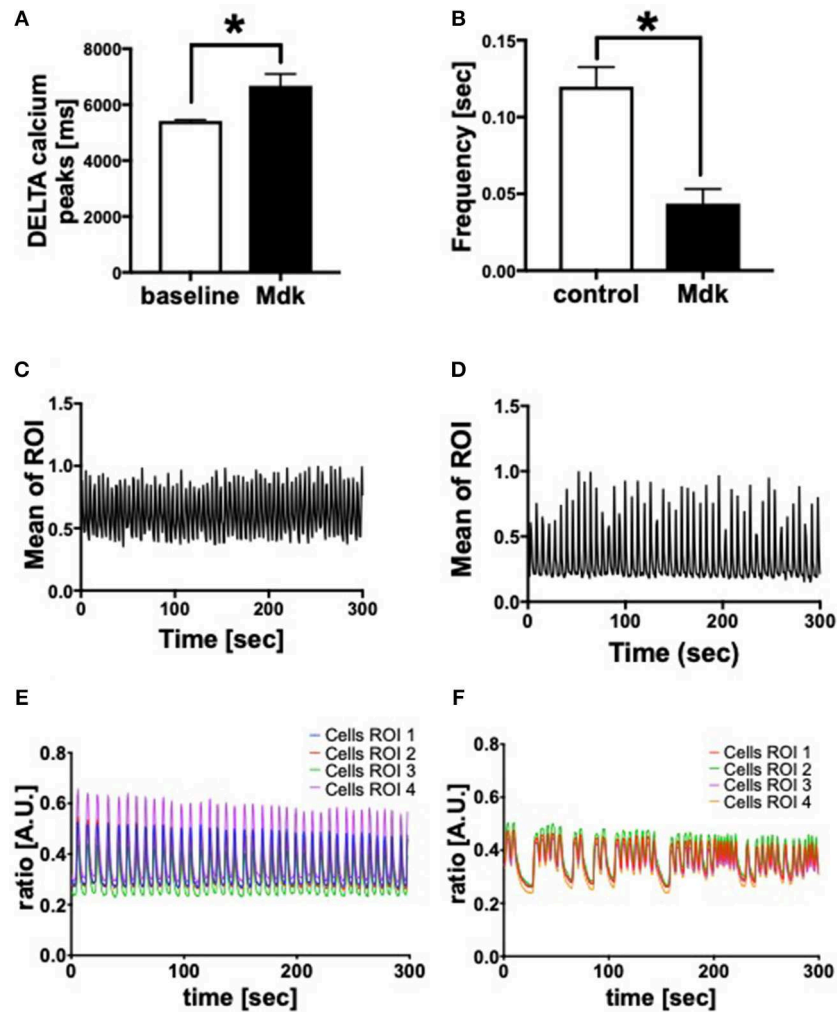 A
DELTA calcium
peaks [ms]
8000
6000
4000
2000
0
*
baseline Mdk
B
Frequency [sec]
0.15
0.10
0.05
0.00
*
control Mdk
C
Mean of ROI
1.5
1.0
0.5
0.0
0 100 200 300
Time [sec]
D
Mean of ROI
1.5
1.0
0.5
0.0
0 100 200 300
Time (sec)
E
ratio [A.U.]
0.8
0.6
0.4
0.2
0.0
Cells ROI 1
Cells ROI 2
Cells ROI 3
Cells ROI 4
0 100 200 300
time [sec]
F
ratio [A.U.]
0.8
0.6
0.4
0.2
0.0
Cells ROI 1
Cells ROI 2
Cells ROI 3
Cells ROI 4
0 100 200 300
time [sec]